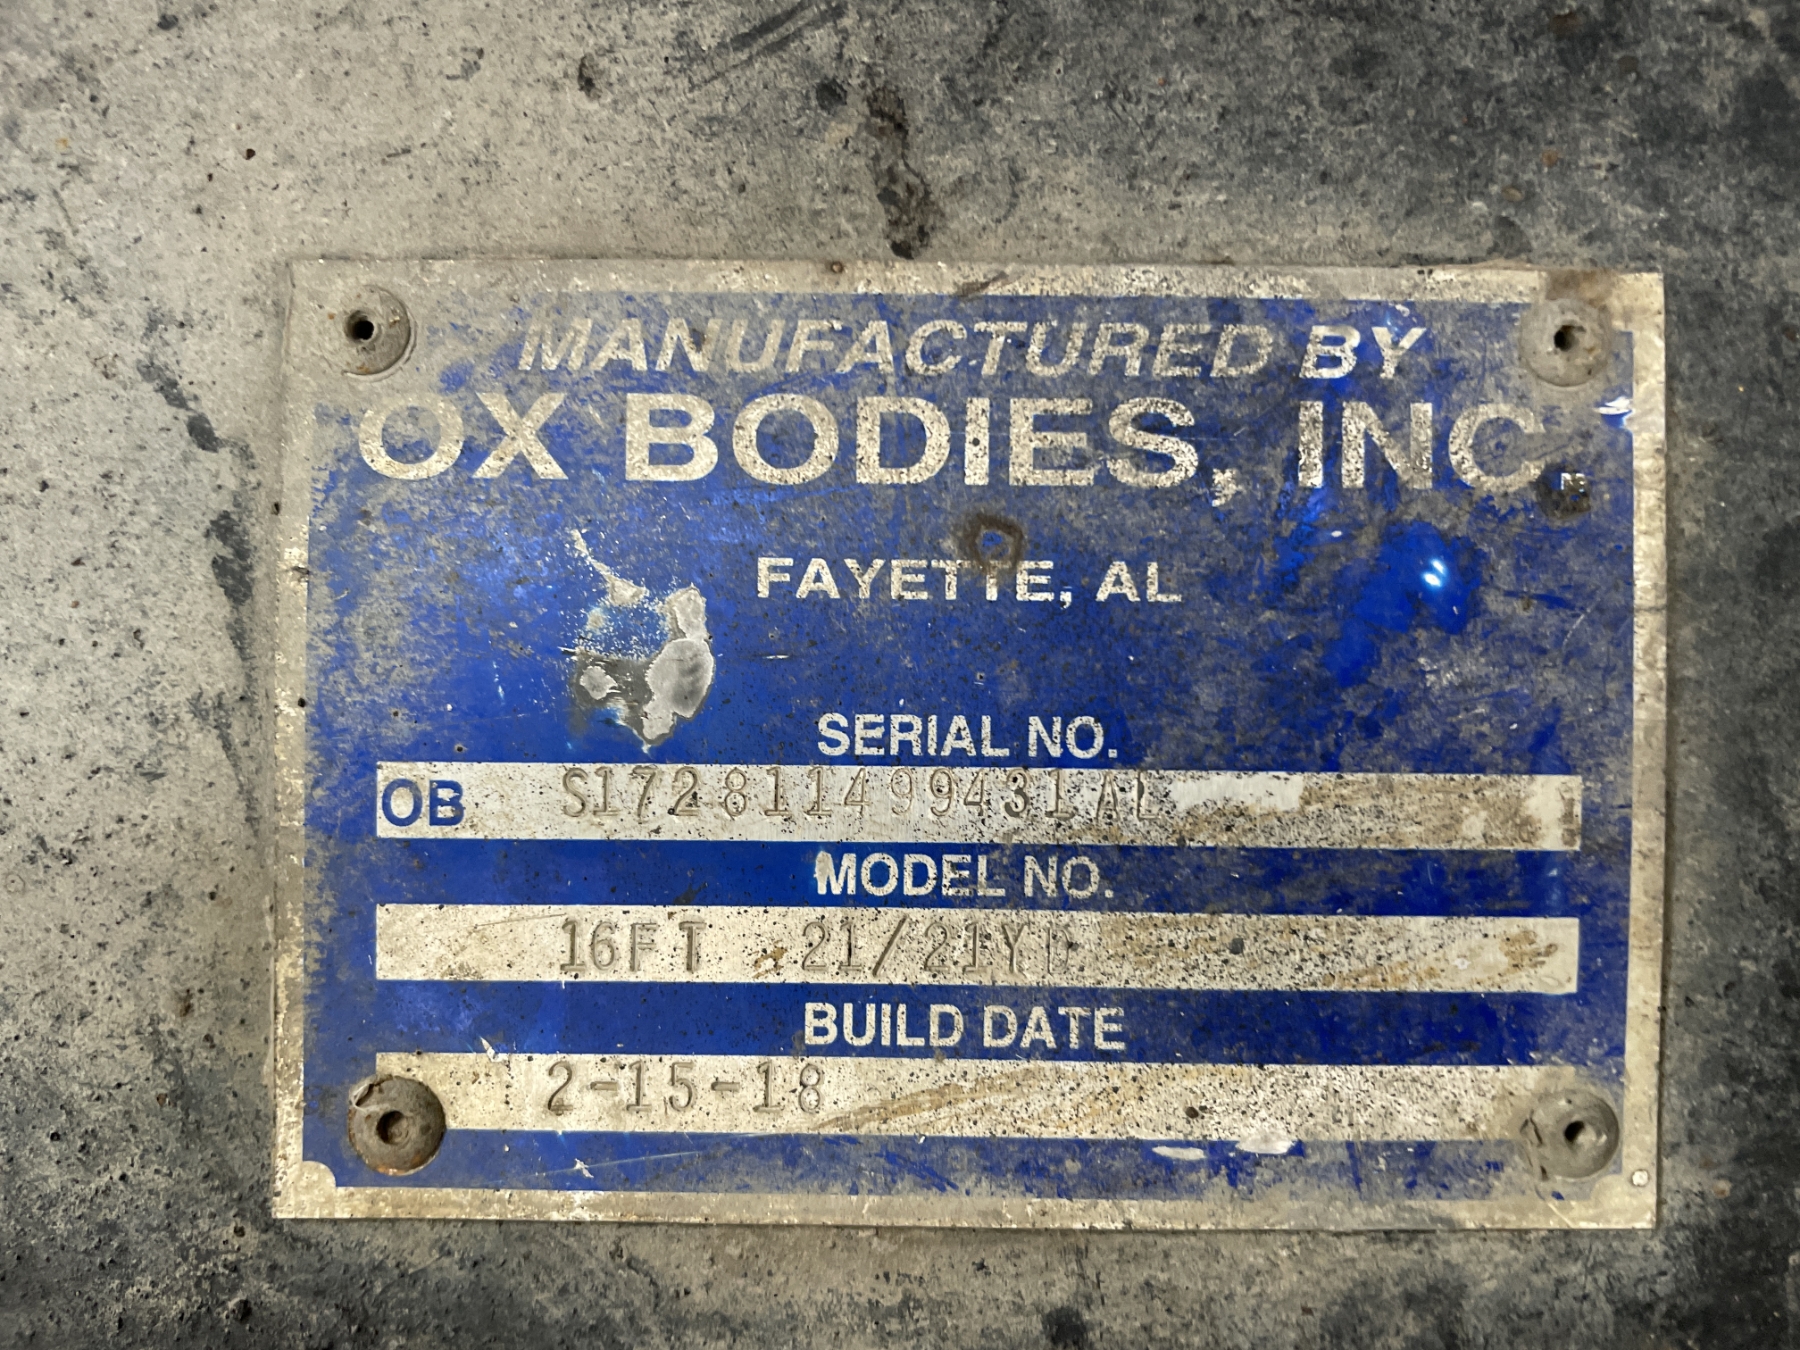 MANUFACTURED BY
OX BODIES, INC.
FAYETTE, AL
SERIAL NO.
OB S172811499431AL
MODEL NO.
16FT 21/21YD
BUILD DATE
2-15-18